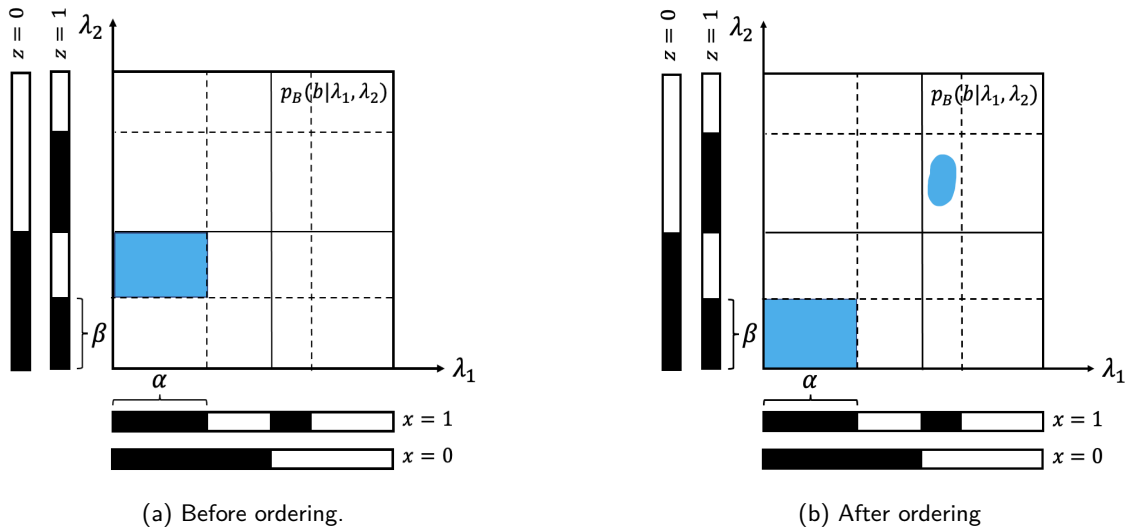 z = 0
z = 1
λ₂
p_B(b|λ₁, λ₂)
β
λ₁
α
x = 1
x = 0
(a) Before ordering.
z = 0
z = 1
λ₂
p_B(b|λ₁, λ₂)
β
λ₁
α
x = 1
x = 0
(b) After ordering